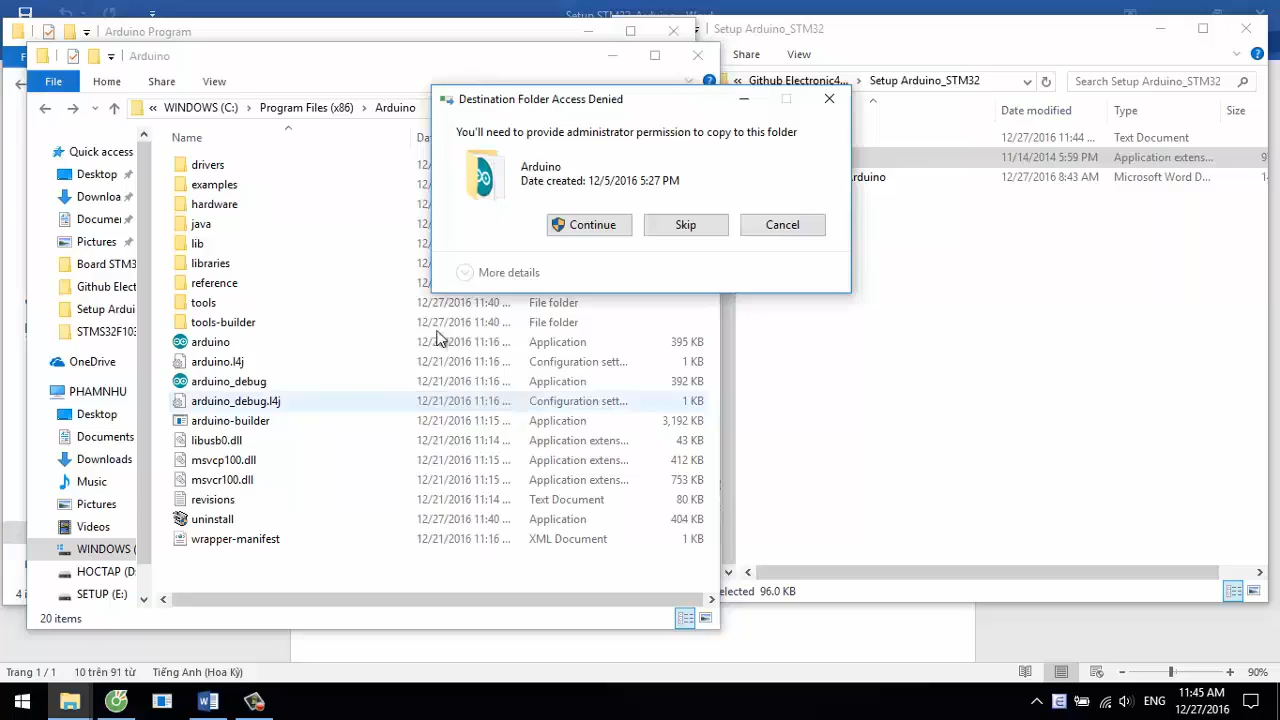 Setup STM32 Arduino - Word
Arduino Program
Setup Arduino_STM32
Arduino
File
Home
Share
View
Share
View
WINDOWS (C:)
Program Files (x86)
Arduino
Github Electronic4...
Setup Arduino_STM32
Search Setup Arduino_STM32
Destination Folder Access Denied
You'll need to provide administrator permission to copy to this folder
Arduino
Date created: 12/5/2016 5:27 PM
Continue
Skip
Cancel
More details
Date modified
Type
Size
12/27/2016 11:44 ...
Text Document
11/14/2014 5:59 PM
Application extens...
Arduino
12/27/2016 8:43 AM
Microsoft Word D...
Quick access
Desktop
Downloa
Documen
Pictures
Board STM3
Github Elect
Setup Ardui
STMS32F103
OneDrive
PHAMNHU
Desktop
Documents
Downloads
Music
Pictures
Videos
WINDOWS (
HOCTAP (D:
SETUP (E:)
Name
drivers
examples
hardware
java
lib
libraries
reference
tools
12/27/2016 11:40 ...
File folder
tools-builder
12/27/2016 11:40 ...
File folder
arduino
12/21/2016 11:16 ...
Application
395 KB
arduino.l4j
12/21/2016 11:16 ...
Configuration sett...
1 KB
arduino_debug
12/21/2016 11:16 ...
Application
392 KB
arduino_debug.l4j
12/21/2016 11:16 ...
Configuration sett...
1 KB
arduino-builder
12/21/2016 11:15 ...
Application
3,192 KB
libusb0.dll
12/21/2016 11:14 ...
Application extens...
43 KB
msvcp100.dll
12/21/2016 11:15 ...
Application extens...
412 KB
msvcr100.dll
12/21/2016 11:15 ...
Application extens...
753 KB
revisions
12/21/2016 11:14 ...
Text Document
80 KB
uninstall
12/27/2016 11:40 ...
Application
404 KB
wrapper-manifest
12/21/2016 11:16 ...
XML Document
1 KB
20 items
elected 96.0 KB
Trang 1 / 1
10 trên 91 từ
Tiếng Anh (Hoa Kỳ)
90%
ENG
11:45 AM
12/27/2016